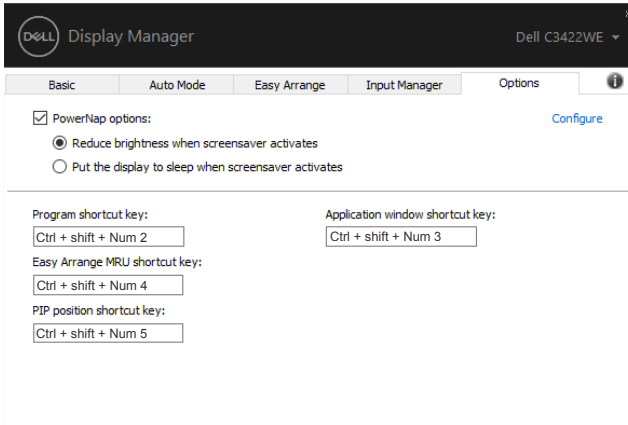 DELL Display Manager
Dell C3422WE
Basic Auto Mode Easy Arrange Input Manager Options
PowerNap options:
Configure
Reduce brightness when screensaver activates
Put the display to sleep when screensaver activates
Program shortcut key:
Application window shortcut key:
Ctrl + shift + Num 2
Ctrl + shift + Num 3
Easy Arrange MRU shortcut key:
Ctrl + shift + Num 4
PIP position shortcut key:
Ctrl + shift + Num 5